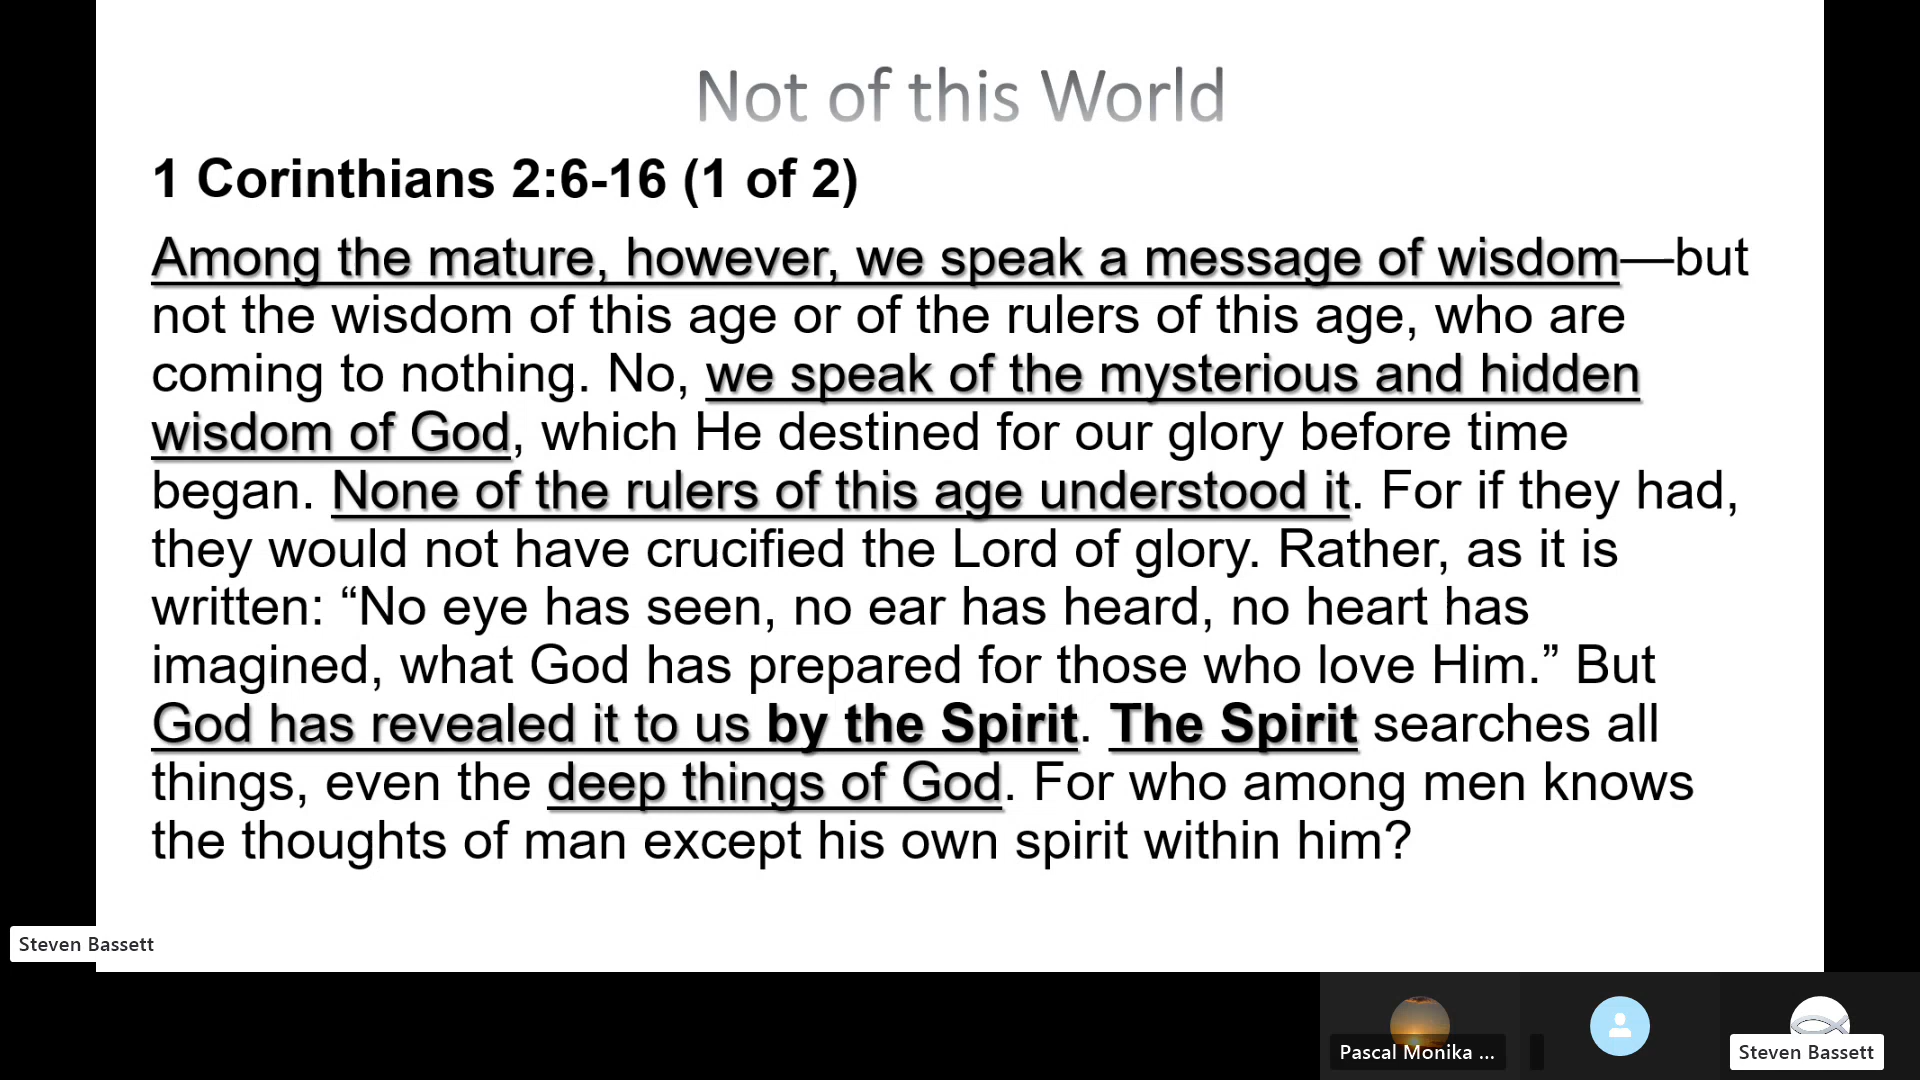 Not of this World
1 Corinthians 2:6-16 (1 of 2)
Among the mature, however, we speak a message of wisdom—but
not the wisdom of this age or of the rulers of this age, who are
coming to nothing. No, we speak of the mysterious and hidden
wisdom of God, which He destined for our glory before time
began. None of the rulers of this age understood it. For if they had,
they would not have crucified the Lord of glory. Rather, as it is
written: “No eye has seen, no ear has heard, no heart has
imagined, what God has prepared for those who love Him.” But
God has revealed it to us by the Spirit. The Spirit searches all
things, even the deep things of God. For who among men knows
the thoughts of man except his own spirit within him?
Steven Bassett
Pascal Monika ...
Steven Bassett